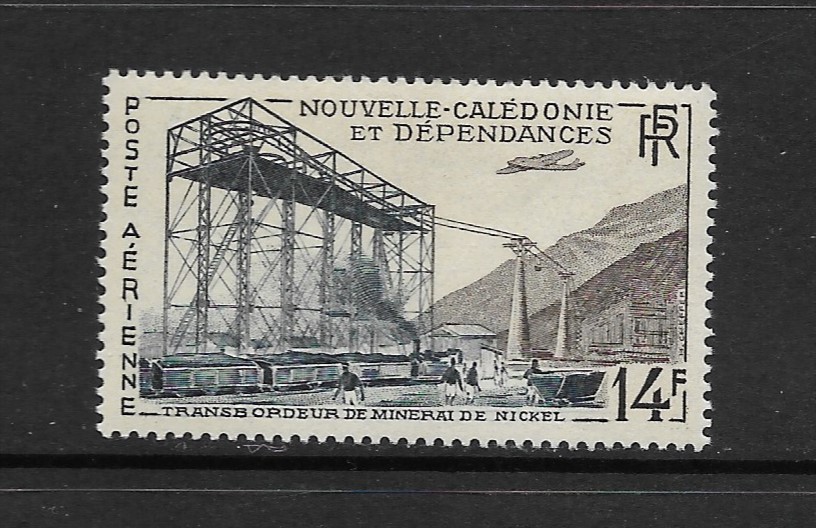 NOUVELLE-CALÉDONIE
ET DÉPENDANCES
RF
POSTE AÉRIENNE
TRANSBORDEUR DE MINERAI DE NICKEL
14F